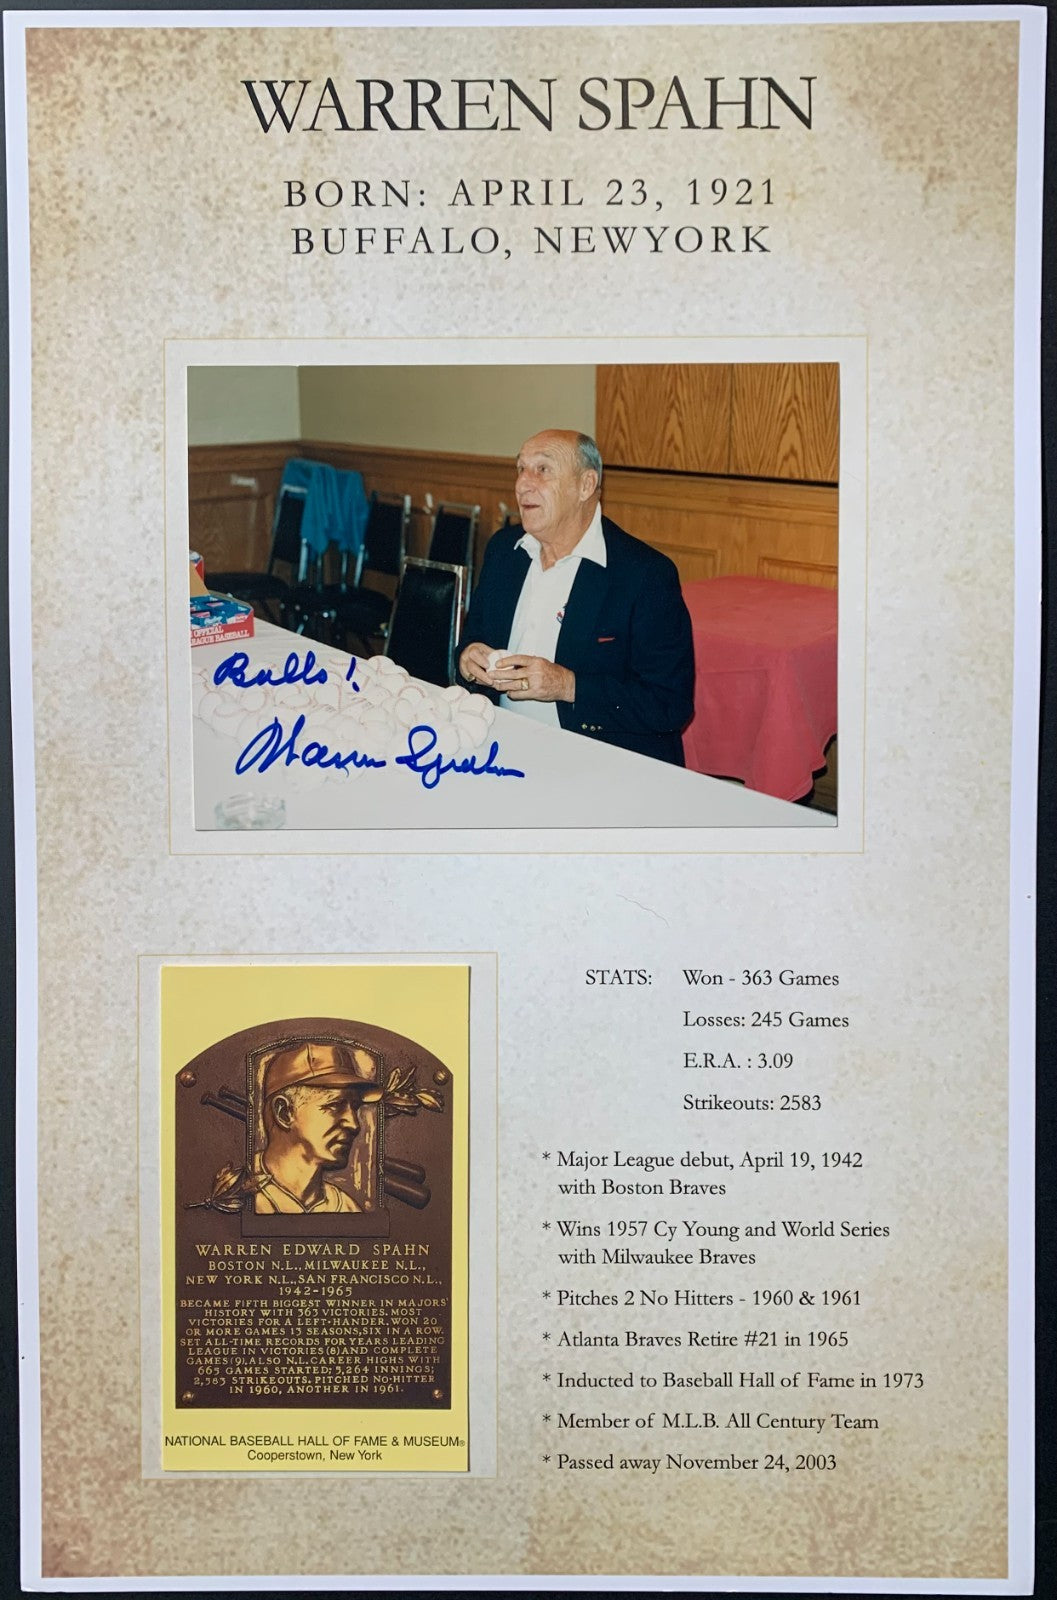 WARREN SPAHN
BORN: APRIL 23, 1921
BUFFALO, NEWYORK
OFFICIAL
LEAGUE BASEBALL
Balls!
Warren Spahn
STATS: Won - 363 Games
Losses: 245 Games
E.R.A. : 3.09
Strikeouts: 2583
* Major League debut, April 19, 1942
with Boston Braves
* Wins 1957 Cy Young and World Series
with Milwaukee Braves
* Pitches 2 No Hitters - 1960 & 1961
* Atlanta Braves Retire #21 in 1965
* Inducted to Baseball Hall of Fame in 1973
* Member of M.L.B. All Century Team
* Passed away November 24, 2003
WARREN EDWARD SPAHN
BOSTON N.L., MILWAUKEE N.L.,
NEW YORK N.L., SAN FRANCISCO N.L.,
1942-1965
BECAME FIFTH BIGGEST WINNER IN MAJORS'
HISTORY WITH 363 VICTORIES. MOST
VICTORIES FOR A LEFT-HANDER. WON 20
OR MORE GAMES 13 SEASONS, SIX IN A ROW.
SET ALL-TIME RECORDS FOR YEARS LEADING
LEAGUE IN VICTORIES (8) AND COMPLETE
GAMES (9). ALSO N.L. CAREER HIGHS WITH
665 GAMES STARTED; 5,264 INNINGS;
2,583 STRIKEOUTS. PITCHED NO-HITTER
IN 1960, ANOTHER IN 1961.
NATIONAL BASEBALL HALL OF FAME & MUSEUM®
Cooperstown, New York